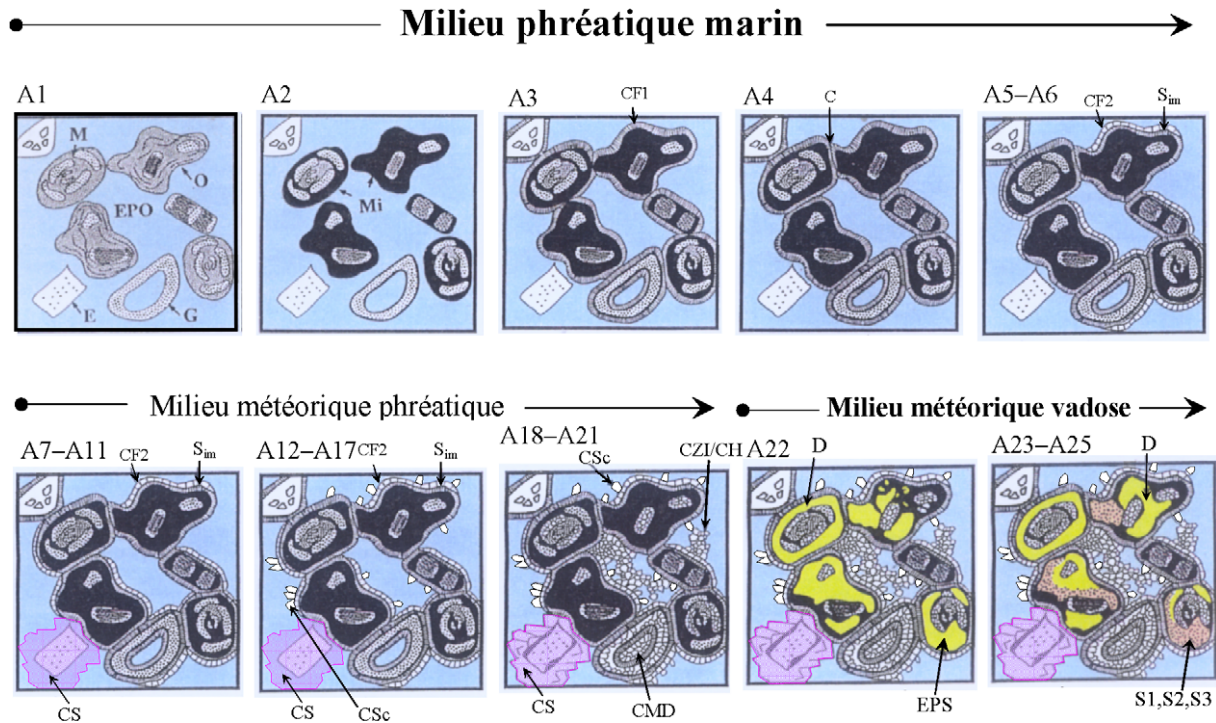 Milieu phréatique marin
A1
A2
A3
CF1
A4
C
A5–A6
CF2
Sim
M
O
EPO
Mi
E
G
Milieu météorique phréatique
Milieu météorique vadose
A7–A11
CF2
Sim
A12–A17
CF2
Sim
A18–A21
CSc
CZI/CH
A22
D
A23–A25
D
CS
CS
CSc
CS
CMD
EPS
S1,S2,S3